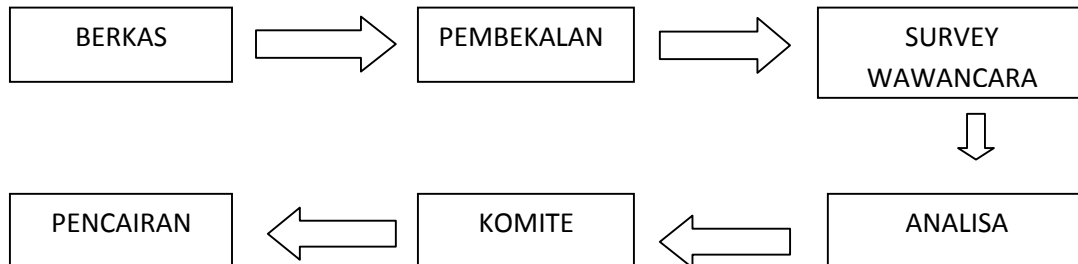 BERKAS
PEMBEKALAN
SURVEY
WAWANCARA
ANALISA
KOMITE
PENCAIRAN